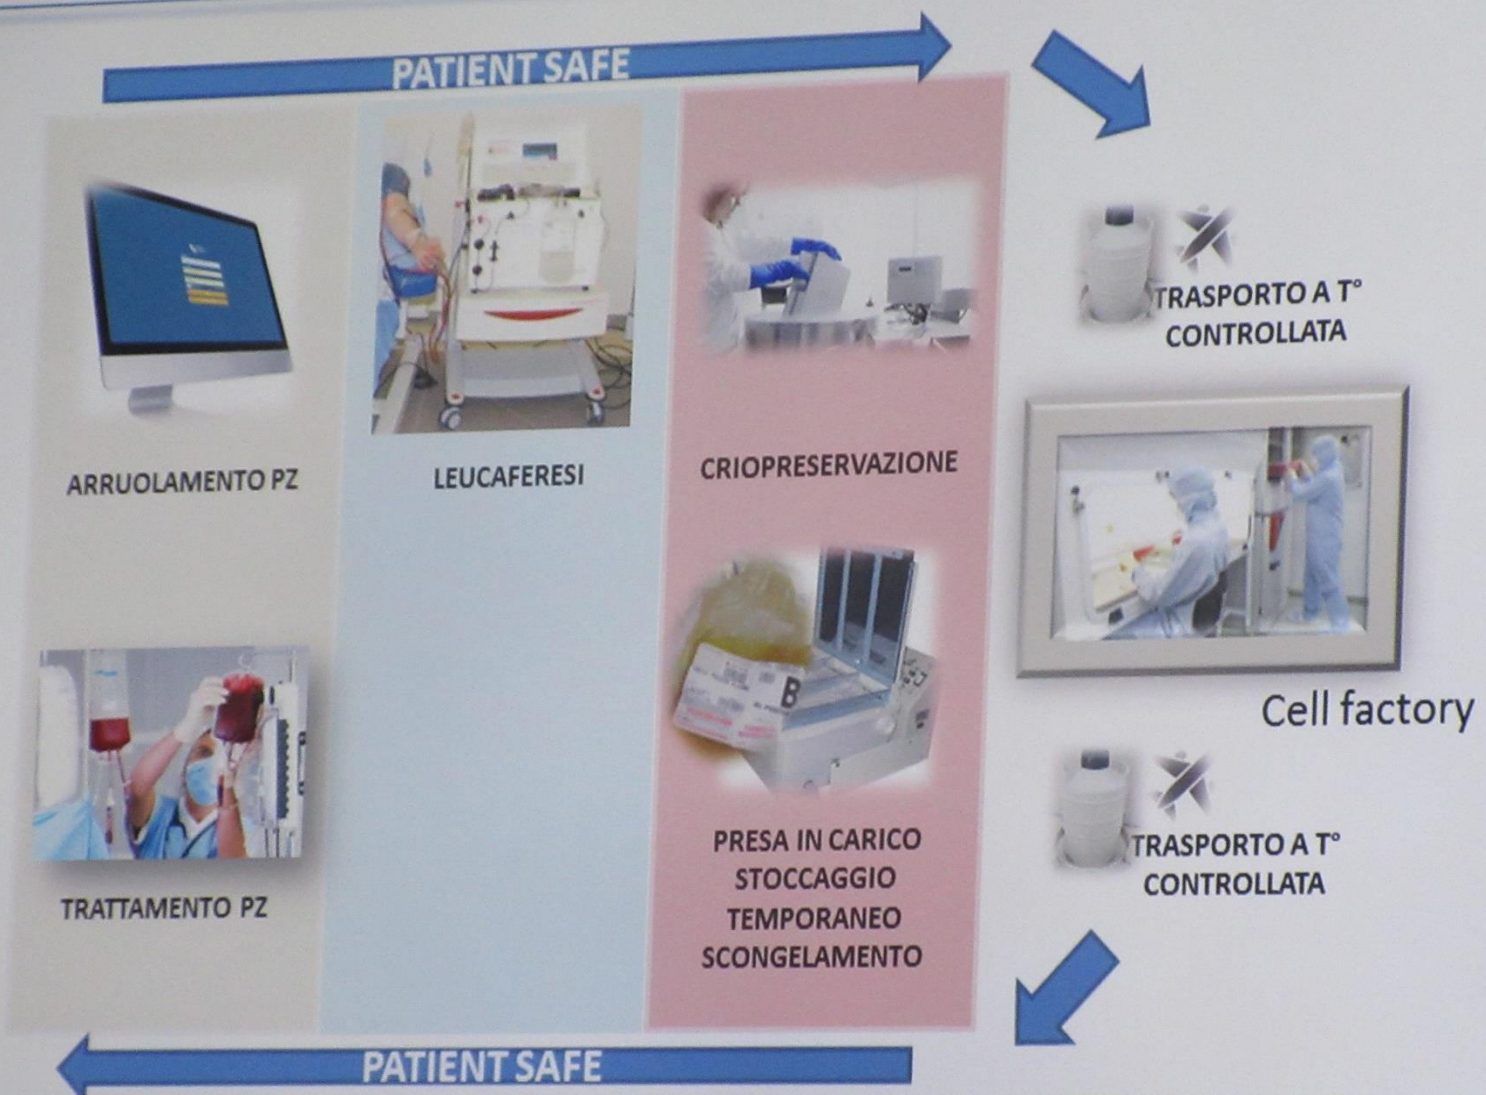 PATIENT SAFE
ARRUOLAMENTO PZ
LEUCAFERESI
CRIOPRESERVAZIONE
TRASPORTO A T°
CONTROLLATA
Cell factory
TRASPORTO A T°
CONTROLLATA
B
PRESA IN CARICO
STOCCAGGIO
TEMPORANEO
SCONGELAMENTO
TRATTAMENTO PZ
PATIENT SAFE